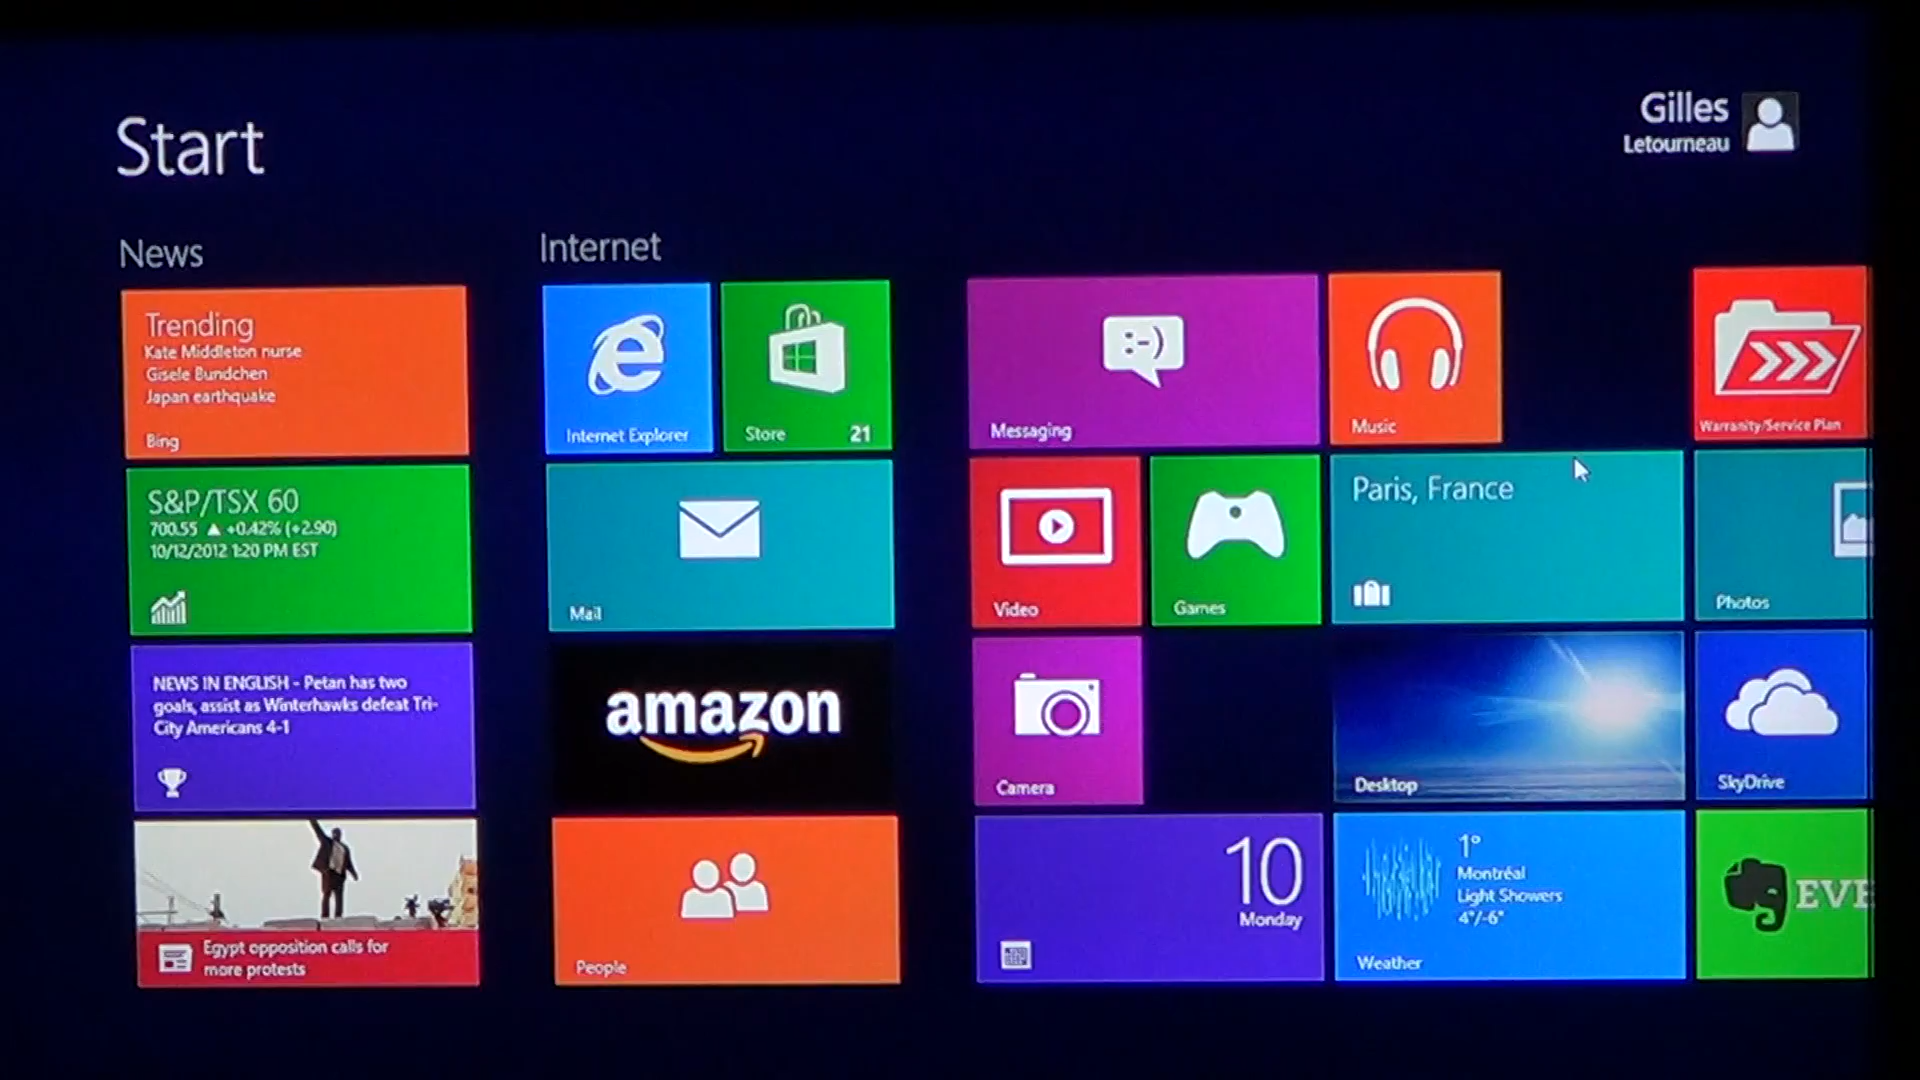 Start
Gilles
Letourneau
News
Internet
Trending
Kate Middleton nurse
Gisele Bundchen
Japan earthquake
Bing
Internet Explorer
Store
21
Messaging
Music
Warranty/Service Plan
S&P/TSX 60
700.55 ▲ +0.42% (+2.90)
10/12/2012 1:20 PM EST
Mail
Video
Games
Paris, France
Photos
NEWS IN ENGLISH - Petan has two
goals, assist as Winterhawks defeat Tri-
City Americans 4-1
amazon
Camera
Desktop
SkyDrive
Egypt opposition calls for
more protests
People
10
Monday
1°
Montréal
Light Showers
4°/-6°
Weather
EVE